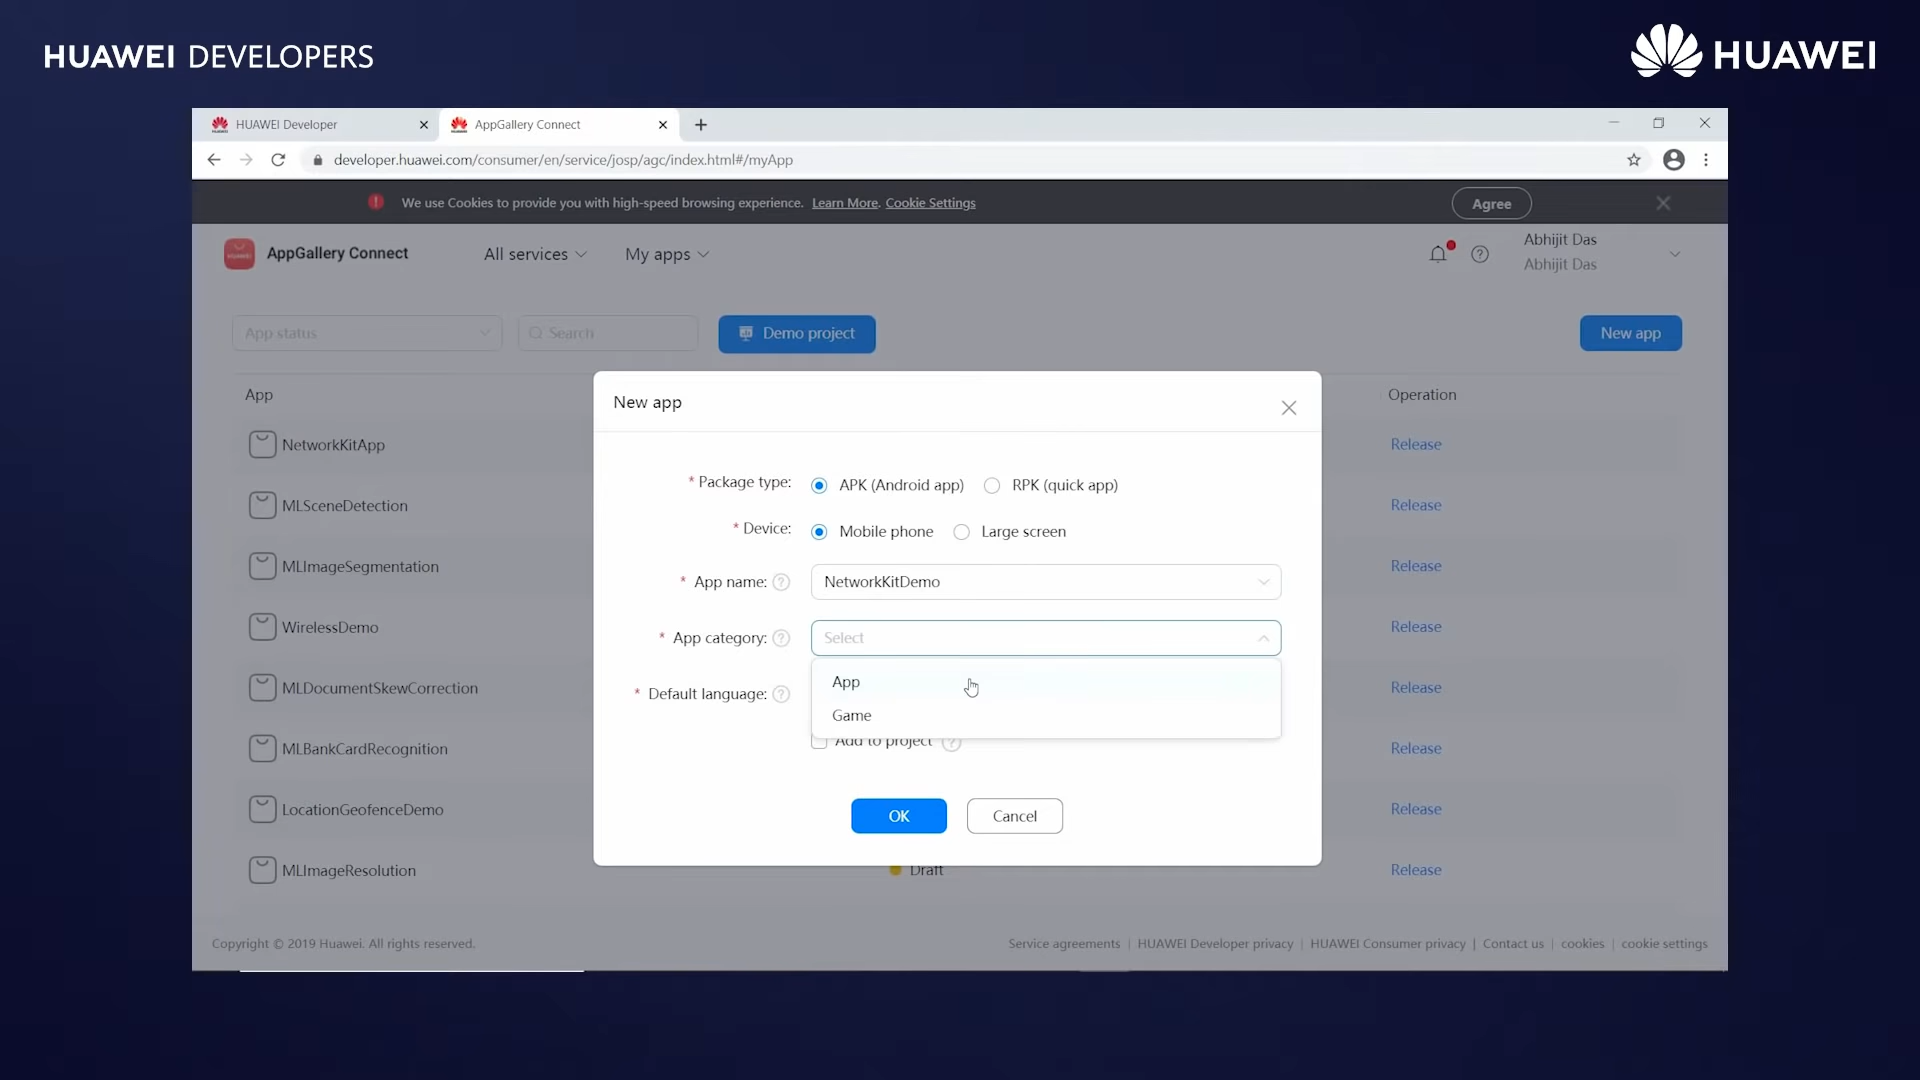 HUAWEI DEVELOPERS
HUAWEI
HUAWEI Developer
AppGallery Connect
developer.huawei.com/consumer/en/service/josp/agc/index.html#/myApp
We use Cookies to provide you with high-speed browsing experience. Learn More. Cookie Settings
Agree
AppGallery Connect
All services
My apps
Abhijit Das
Abhijit Das
App status
Search
Demo project
New app
App
Operation
NetworkKitApp
Release
MLSceneDetection
Release
MLImageSegmentation
Release
WirelessDemo
Release
MLDocumentSkewCorrection
Release
MLBankCardRecognition
Release
LocationGeofenceDemo
Release
MLImageResolution
Draft
Release
New app
* Package type:
APK (Android app)
RPK (quick app)
* Device:
Mobile phone
Large screen
* App name: ?
NetworkKitDemo
* App category: ?
Select
App
Game
* Default language: ?
Add to project ?
OK
Cancel
Copyright © 2019 Huawei. All rights reserved.
Service agreements | HUAWEI Developer privacy | HUAWEI Consumer privacy | Contact us | cookies | cookie settings